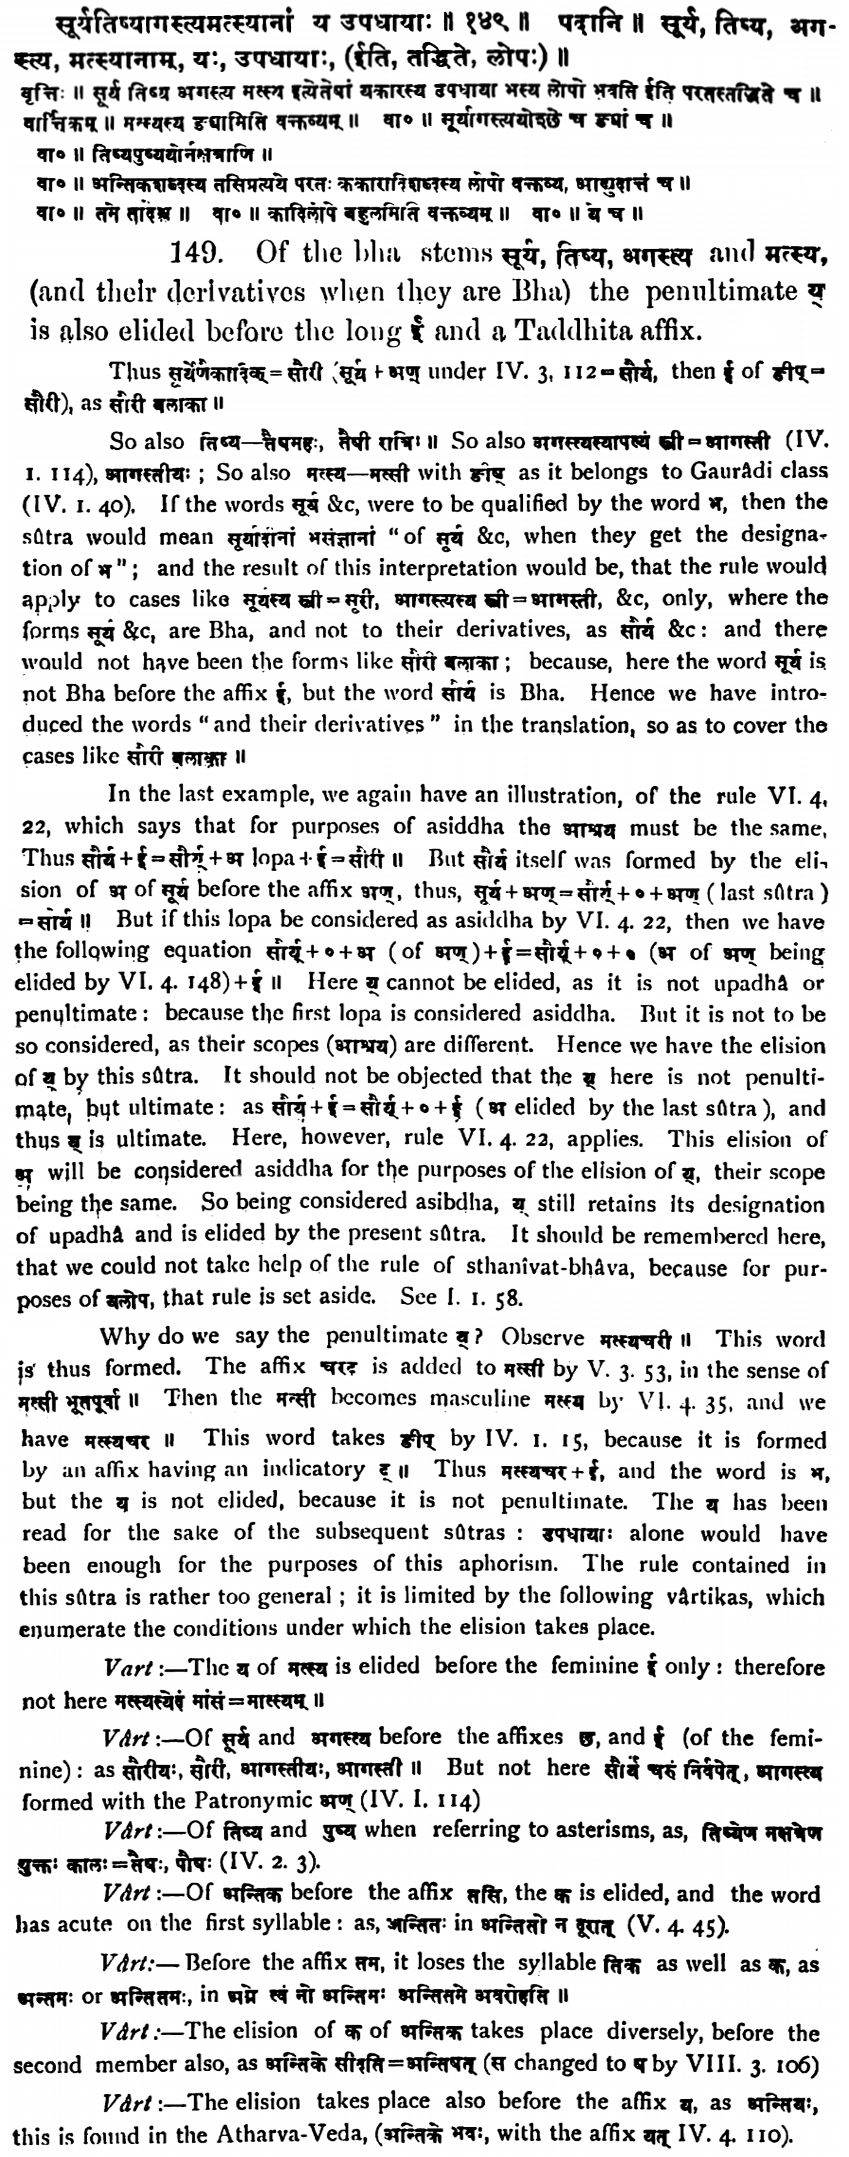 सूर्यतिष्यागस्त्यमत्स्यानां य उपधायाः ॥ १४९ ॥ पदानि ॥ सूर्य, तिष्य, अग-
स्त्य, मत्स्यानाम्, यः, उपधायाः, (ईति, तद्धिते, लोपः) ॥
वृत्तिः ॥ सूर्य तिष्य अगस्त्य मत्स्य इत्येतेषां यकारस्य उपधाया भस्य लोपो भवति ईति परतस्तद्धिते च ॥
वार्त्तिकम् ॥ मत्स्यस्य ङ्यामिति वक्तव्यम् ॥ वा० ॥ सूर्यागस्त्ययोश्छे च ङ्यां च ॥
वा० ॥ तिष्यपुष्ययोर्नक्षत्राणि ॥
वा० ॥ अन्तिकशब्दस्य तसिप्रत्यये परतः ककारादिशब्दस्य लोपो वक्तव्य, आद्युदात्तं च ॥
वा० ॥ तमे तादेश्च ॥ वा० ॥ कादिलोपे बहुलमिति वक्तव्यम् ॥ वा० ॥ ये च ॥
149. Of the bha stems सूर्य, तिष्य, अगस्त्य and मत्स्य,
(and their derivatives when they are Bha) the penultimate य्
is also elided before the long ई and a Taddhita affix.
Thus सूर्येणैकादिक् = सौरी (सूर्य + अण् under IV. 3, 112 = सौर्य, then ई of ङीप् =
सौरी), as सौरी बलाका ॥
So also तिष्य—तैषमहः, तैषी रात्रिः ॥ So also अगस्त्यस्यापत्यं स्त्री = आगस्ती (IV.
1. 114), आगस्तीयः ; So also मत्स्य—मत्सी with ङीष् as it belongs to Gaurâdi class
(IV. 1. 40). If the words सूर्य &c, were to be qualified by the word भ, then the
sûtra would mean सूर्यादीनां भसंज्ञानां "of सूर्य &c, when they get the designa-
tion of भ" ; and the result of this interpretation would be, that the rule would
apply to cases like सूर्यस्य स्त्री = सूरी, आगस्त्यस्य स्त्री = आगस्ती, &c, only, where the
forms सूर्य &c, are Bha, and not to their derivatives, as सौर्य &c: and there
would not have been the forms like सौरी बलाका ; because, here the word सूर्य is
not Bha before the affix ई, but the word सौर्य is Bha. Hence we have intro-
duced the words "and their derivatives" in the translation, so as to cover the
cases like सौरी बलाका ॥
In the last example, we again have an illustration, of the rule VI. 4,
22, which says that for purposes of asiddha the आश्रय must be the same,
Thus सौर्य + ई = सौर्य् + अ lopa + ई = सौरी ॥ But सौर्य itself was formed by the eli-
sion of अ of सूर्य before the affix अण्, thus, सूर्य + अण् = सौर्य् + ० + अण् ( last sûtra )
= सौर्य ॥ But if this lopa be considered as asiddha by VI. 4. 22, then we have
the following equation सौर्य् + ० + अ ( of अण् ) + ई = सौर्य् + ० + ० (अ of अण् being
elided by VI. 4. 148) + ई ॥ Here य् cannot be elided, as it is not upadhâ or
penultimate: because the first lopa is considered asiddha. But it is not to be
so considered, as their scopes (आश्रय) are different. Hence we have the elision
of य् by this sûtra. It should not be objected that the य् here is not penulti-
mate, but ultimate: as सौर्य + ई = सौर्य् + ० + ई ( अ elided by the last sûtra ), and
thus य् is ultimate. Here, however, rule VI. 4. 22, applies. This elision of
अ will be considered asiddha for the purposes of the elision of य्, their scope
being the same. So being considered asibdha, य् still retains its designation
of upadhâ and is elided by the present sûtra. It should be remembered here,
that we could not take help of the rule of sthanîvat-bhâva, because for pur-
poses of यलोप, that rule is set aside. See I. 1. 58.
Why do we say the penultimate य्? Observe मत्स्यचरी ॥ This word
is thus formed. The affix चरट् is added to मत्सी by V. 3. 53, in the sense of
मत्सी भूतपूर्वा ॥ Then the मत्सी becomes masculine मत्स्य by VI. 4. 35, and we
have मत्स्यचर ॥ This word takes ङीप् by IV. 1. 15, because it is formed
by an affix having an indicatory ट् ॥ Thus मत्स्यचर + ई, and the word is भ,
but the य is not elided, because it is not penultimate. The य has been
read for the sake of the subsequent sûtras : उपधायाः alone would have
been enough for the purposes of this aphorism. The rule contained in
this sûtra is rather too general ; it is limited by the following vârtikas, which
enumerate the conditions under which the elision takes place.
Vart :—The य of मत्स्य is elided before the feminine ई only : therefore
not here मत्स्यस्येदं मांसं = मात्स्यम् ॥
Vârt :—Of सूर्य and अगस्त्य before the affixes छ, and ई (of the femi-
nine) : as सौरीयः, सौरी, आगस्तीयः, आगस्ती ॥ But not here सौर्यं चरुं निर्वपेत्, आगस्त्य
formed with the Patronymic अण् (IV. I. 114)
Vârt :—Of तिष्य and पुष्य when referring to asterisms, as, तिष्येण नक्षत्रेण
युक्तः कालः = तैषः, पौषः (IV. 2. 3).
Vârt :—Of अन्तिक before the affix तसि, the क is elided, and the word
has acute on the first syllable : as, अन्तितः in अन्तितो न दूरात् (V. 4. 45).
Vârt:—Before the affix तम, it loses the syllable तिक as well as क, as
अन्तमः or अन्तितमः, in अग्ने त्वं नो अन्तिमः अन्तितमे अवरोहति ॥
Vârt :—The elision of क of अन्तिक takes place diversely, before the
second member also, as अन्तिके सीदति = अन्तिषत् (स changed to ष by VIII. 3. 106)
Vârt :—The elision takes place also before the affix य, as अन्तियः,
this is found in the Atharva-Veda, (अन्तिके भवः, with the affix यत् IV. 4. 110).